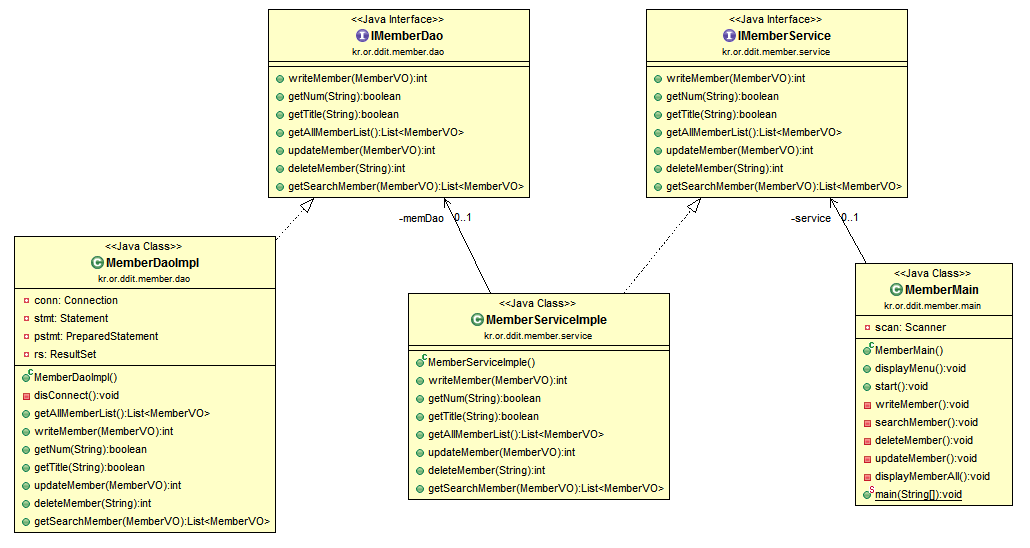 <<Java Interface>>
IMemberDao
kr.or.ddit.member.dao
writeMember(MemberVO):int
getNum(String):boolean
getTitle(String):boolean
getAllMemberList():List<MemberVO>
updateMember(MemberVO):int
deleteMember(String):int
getSearchMember(MemberVO):List<MemberVO>
<<Java Interface>>
IMemberService
kr.or.ddit.member.service
writeMember(MemberVO):int
getNum(String):boolean
getTitle(String):boolean
getAllMemberList():List<MemberVO>
updateMember(MemberVO):int
deleteMember(String):int
getSearchMember(MemberVO):List<MemberVO>
-memDao 0..1
-service 0..1
<<Java Class>>
MemberDaoImpl
kr.or.ddit.member.dao
conn: Connection
stmt: Statement
pstmt: PreparedStatement
rs: ResultSet
MemberDaoImpl()
disConnect():void
getAllMemberList():List<MemberVO>
writeMember(MemberVO):int
getNum(String):boolean
getTitle(String):boolean
updateMember(MemberVO):int
deleteMember(String):int
getSearchMember(MemberVO):List<MemberVO>
<<Java Class>>
MemberServiceImple
kr.or.ddit.member.service
MemberServiceImple()
writeMember(MemberVO):int
getNum(String):boolean
getTitle(String):boolean
getAllMemberList():List<MemberVO>
updateMember(MemberVO):int
deleteMember(String):int
getSearchMember(MemberVO):List<MemberVO>
<<Java Class>>
MemberMain
kr.or.ddit.member.main
scan: Scanner
MemberMain()
displayMenu():void
start():void
writeMember():void
searchMember():void
deleteMember():void
updateMember():void
displayMemberAll():void
main(String[]):void